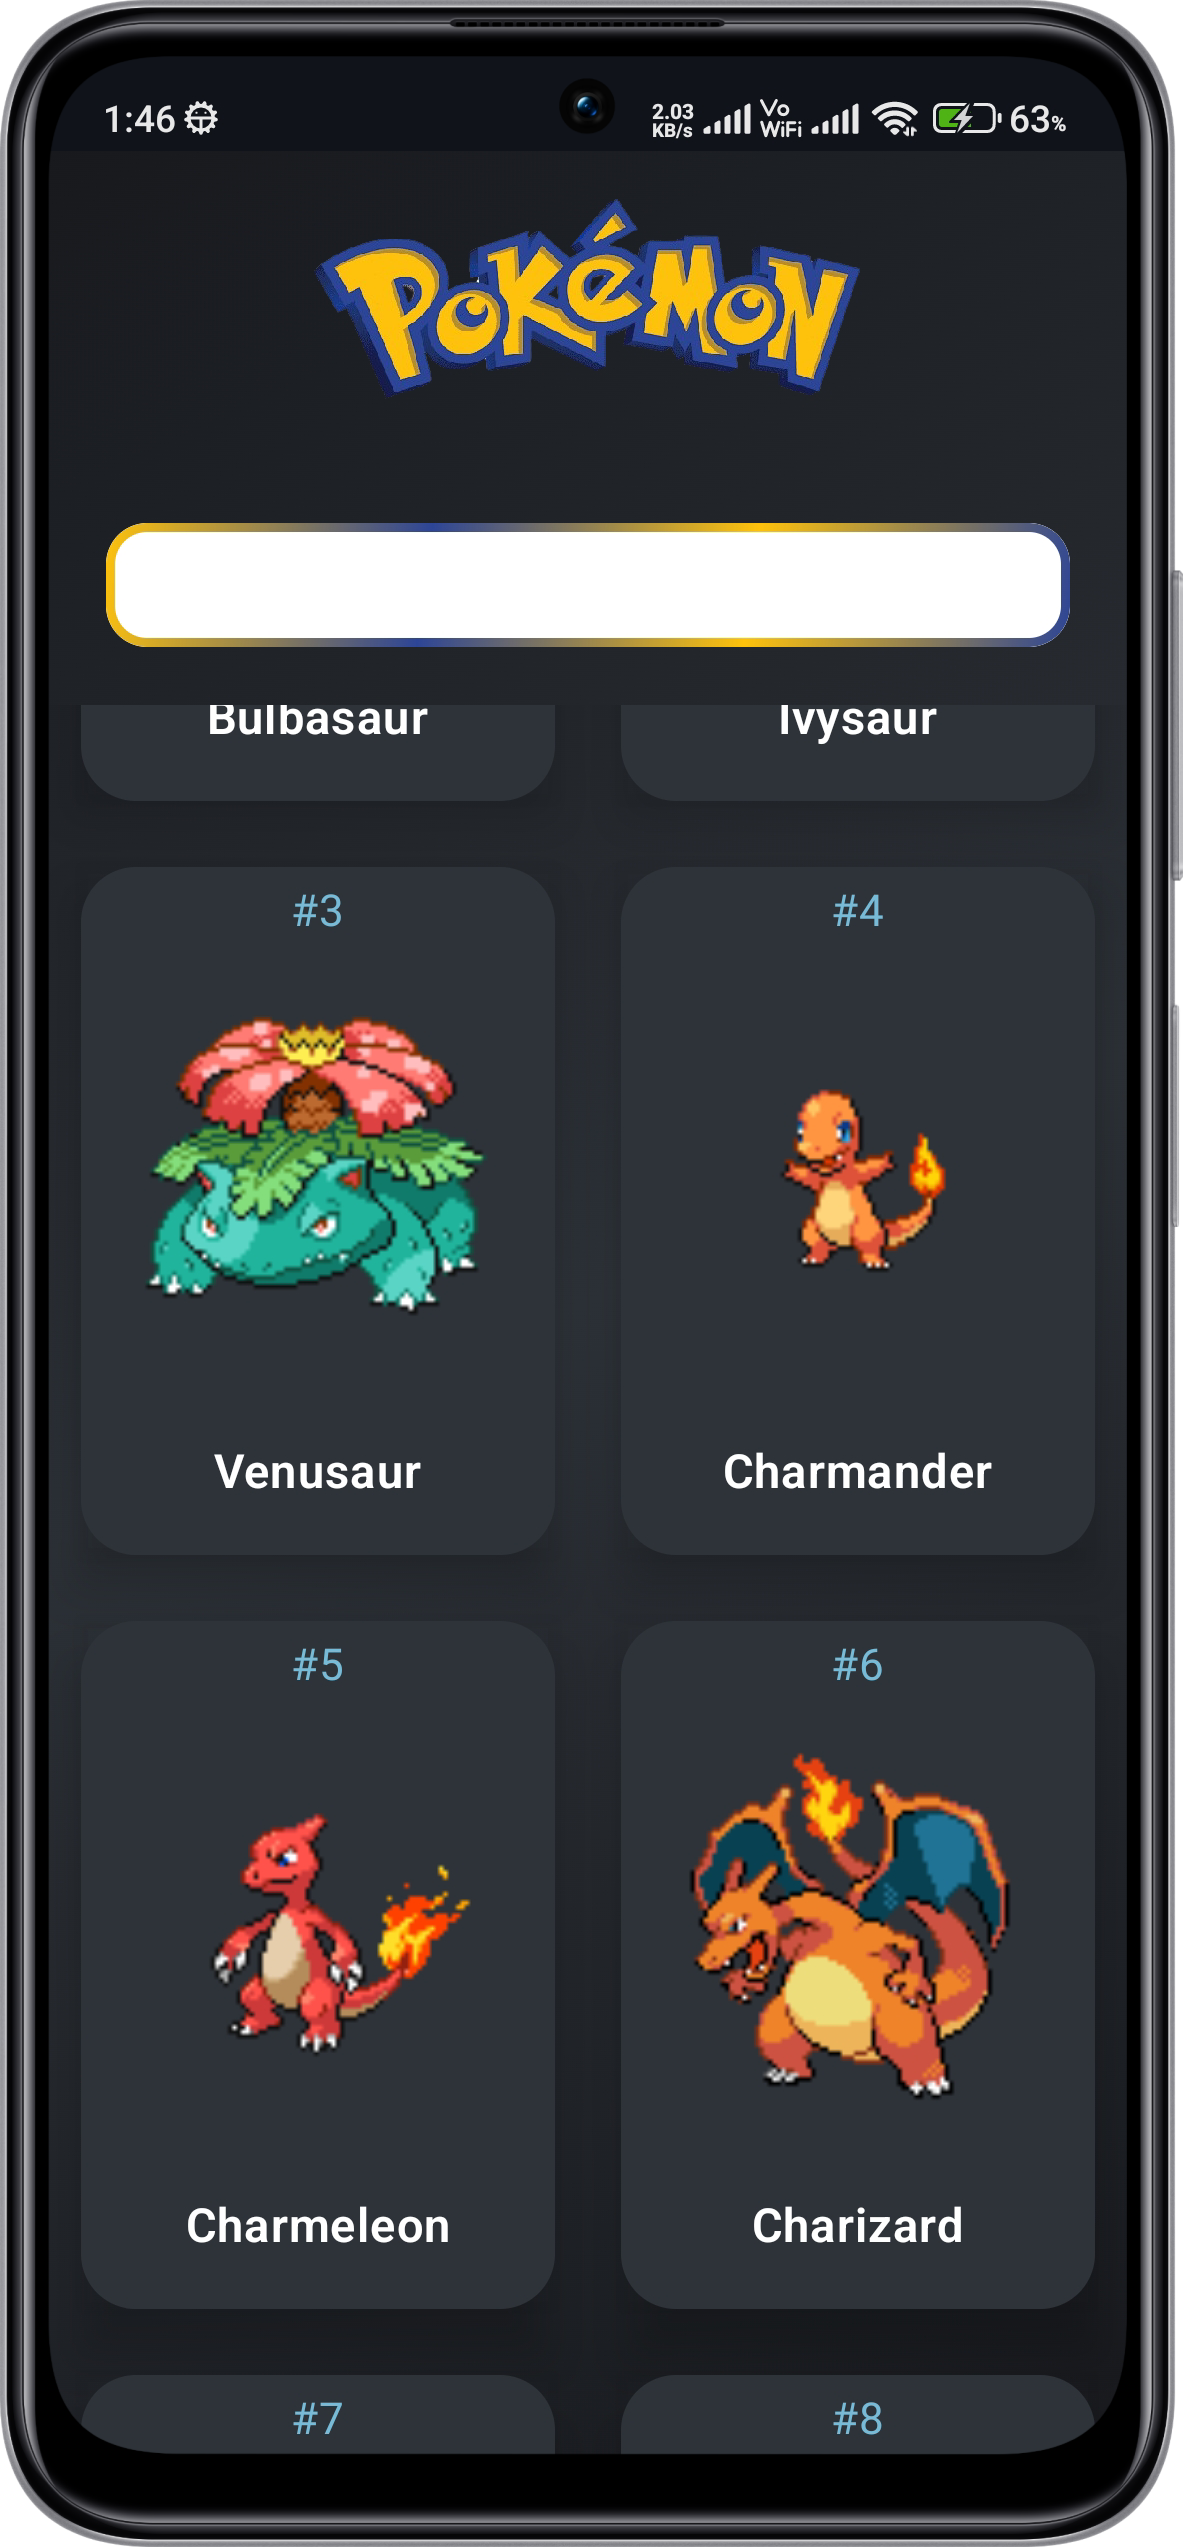 1:46 2.03 KB/s Vo WiFi 63%
POKéMON
Bulbasaur Ivysaur
#3 #4
Venusaur Charmander
#5 #6
Charmeleon Charizard
#7 #8